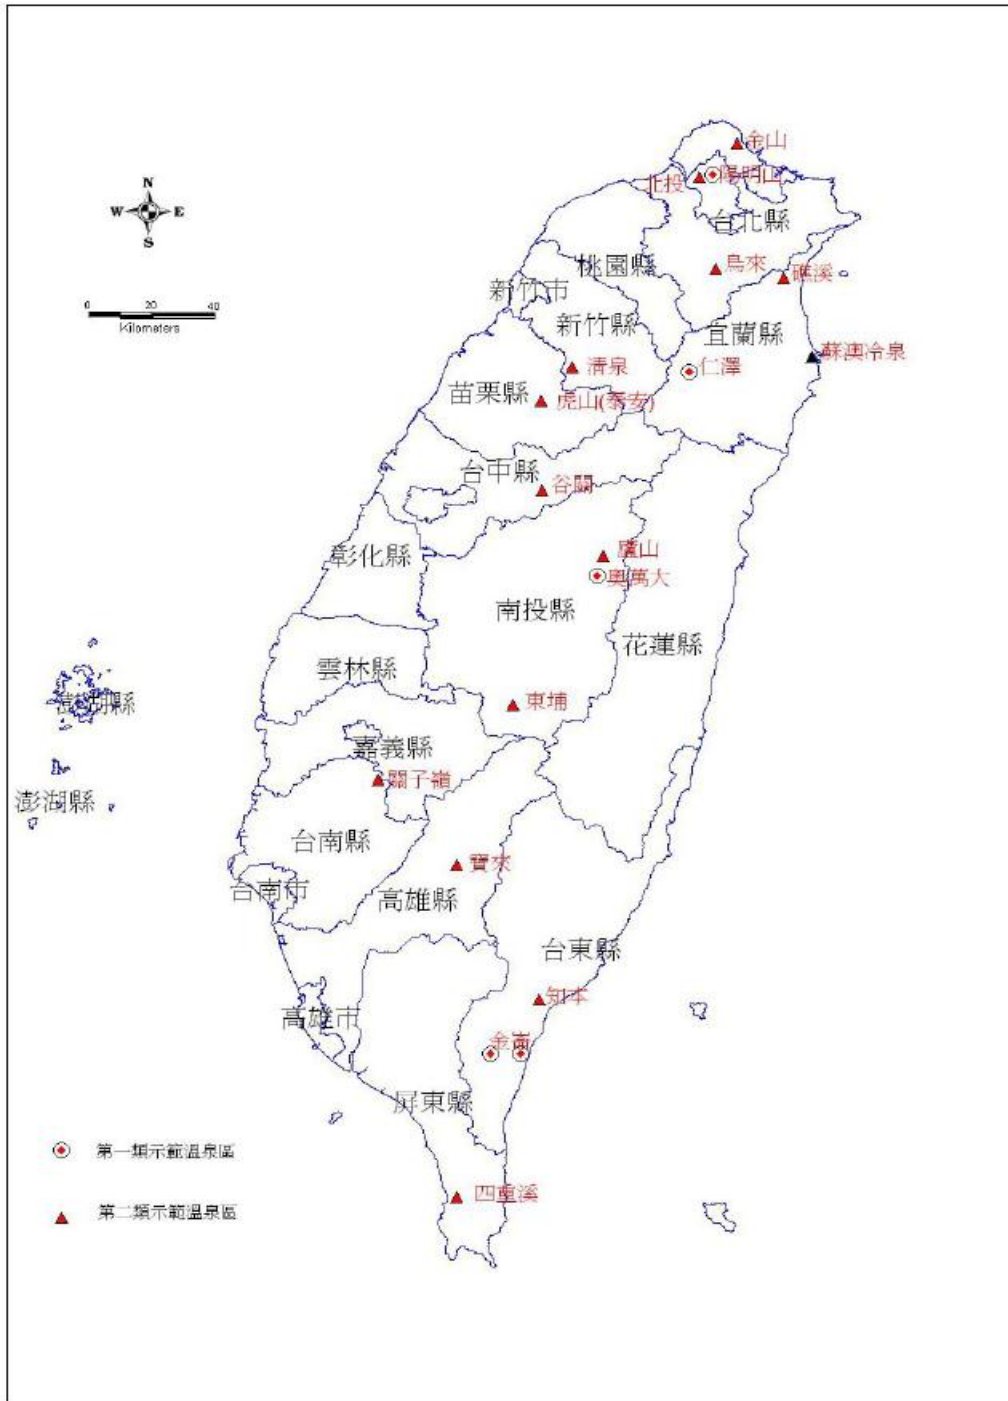 金山
北投
陽明山
台北縣
N
W
E
S
桃園縣
烏來
礁溪
新竹市
0
20
40
Kilometers
新竹縣
宜蘭縣
蘇澳冷泉
清泉
仁澤
苗栗縣
虎山(泰安)
台中縣
谷關
彰化縣
廬山
奧萬大
南投縣
花蓮縣
雲林縣
澎湖縣
東埔
嘉義縣
關子嶺
澎湖縣
台南縣
寶來
台南市
高雄縣
台東縣
知本
高雄市
金崙
屏東縣
第一類示範溫泉區
四重溪
第二類示範溫泉區